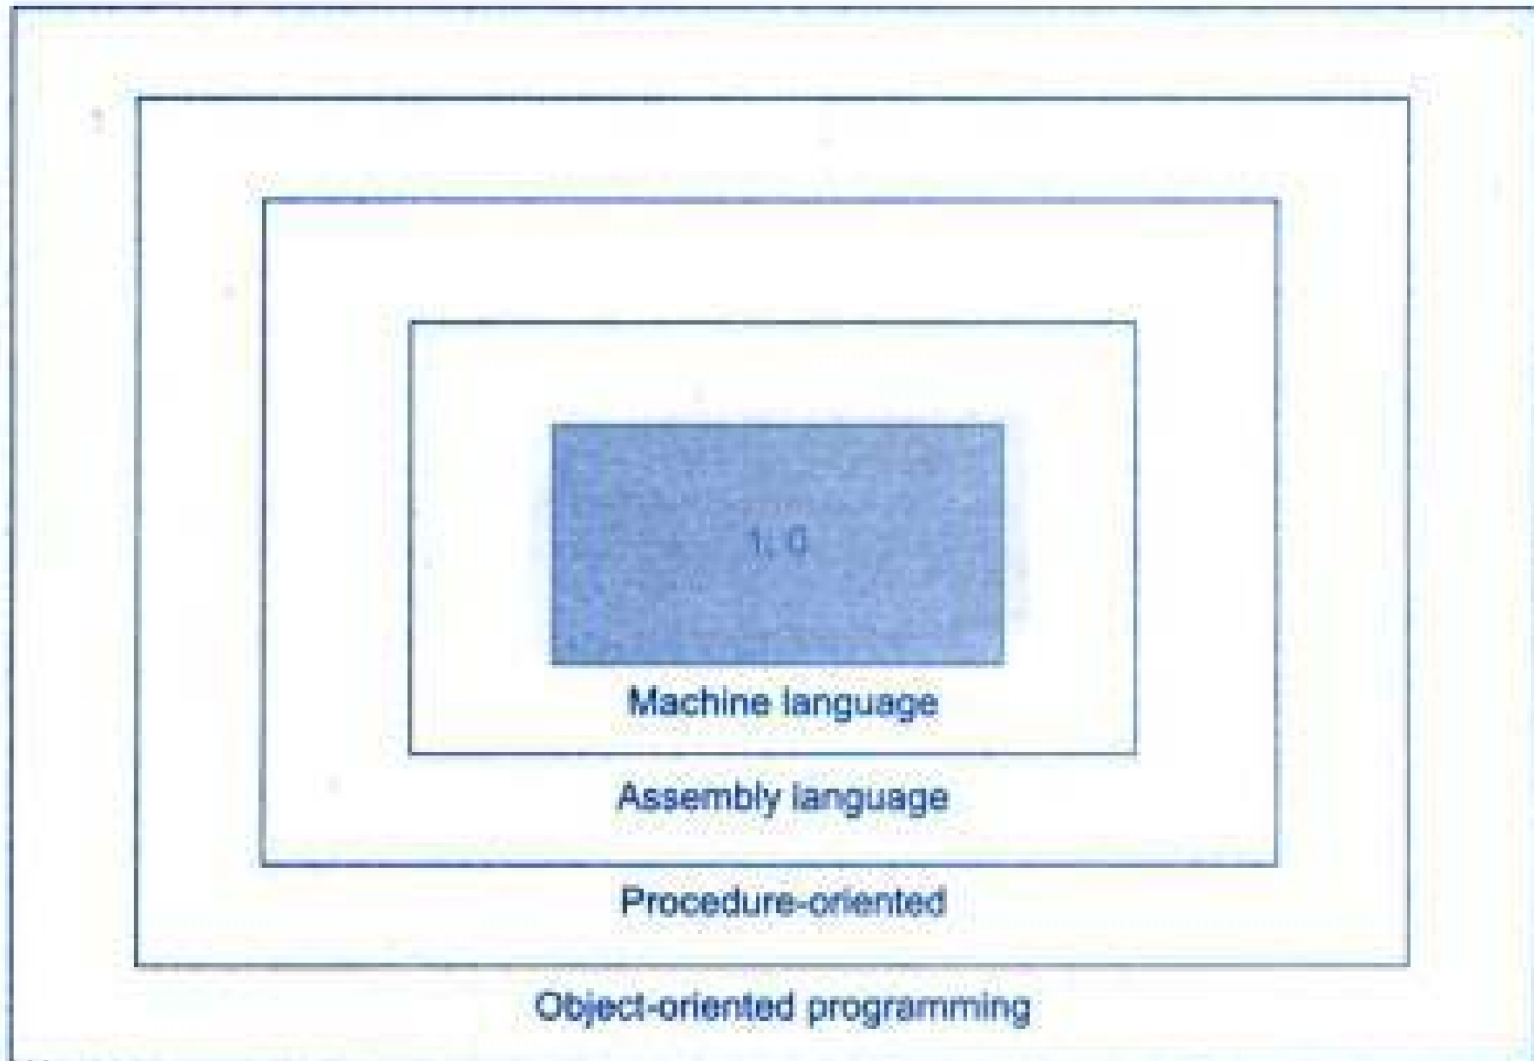 1, 0
Machine language
Assembly language
Procedure-oriented
Object-oriented programming